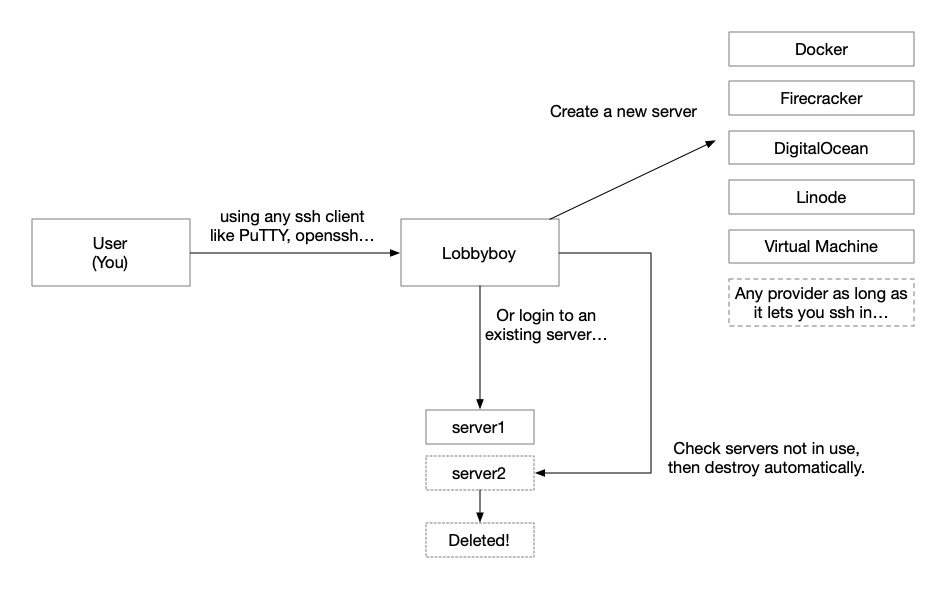 Docker
Firecracker
Create a new server
DigitalOcean
Linode
using any ssh client
like PuTTY, openssh…
User
(You)
Lobbyboy
Virtual Machine
Any provider as long as
it lets you ssh in…
Or login to an
existing server…
server1
Check servers not in use,
then destroy automatically.
server2
Deleted!